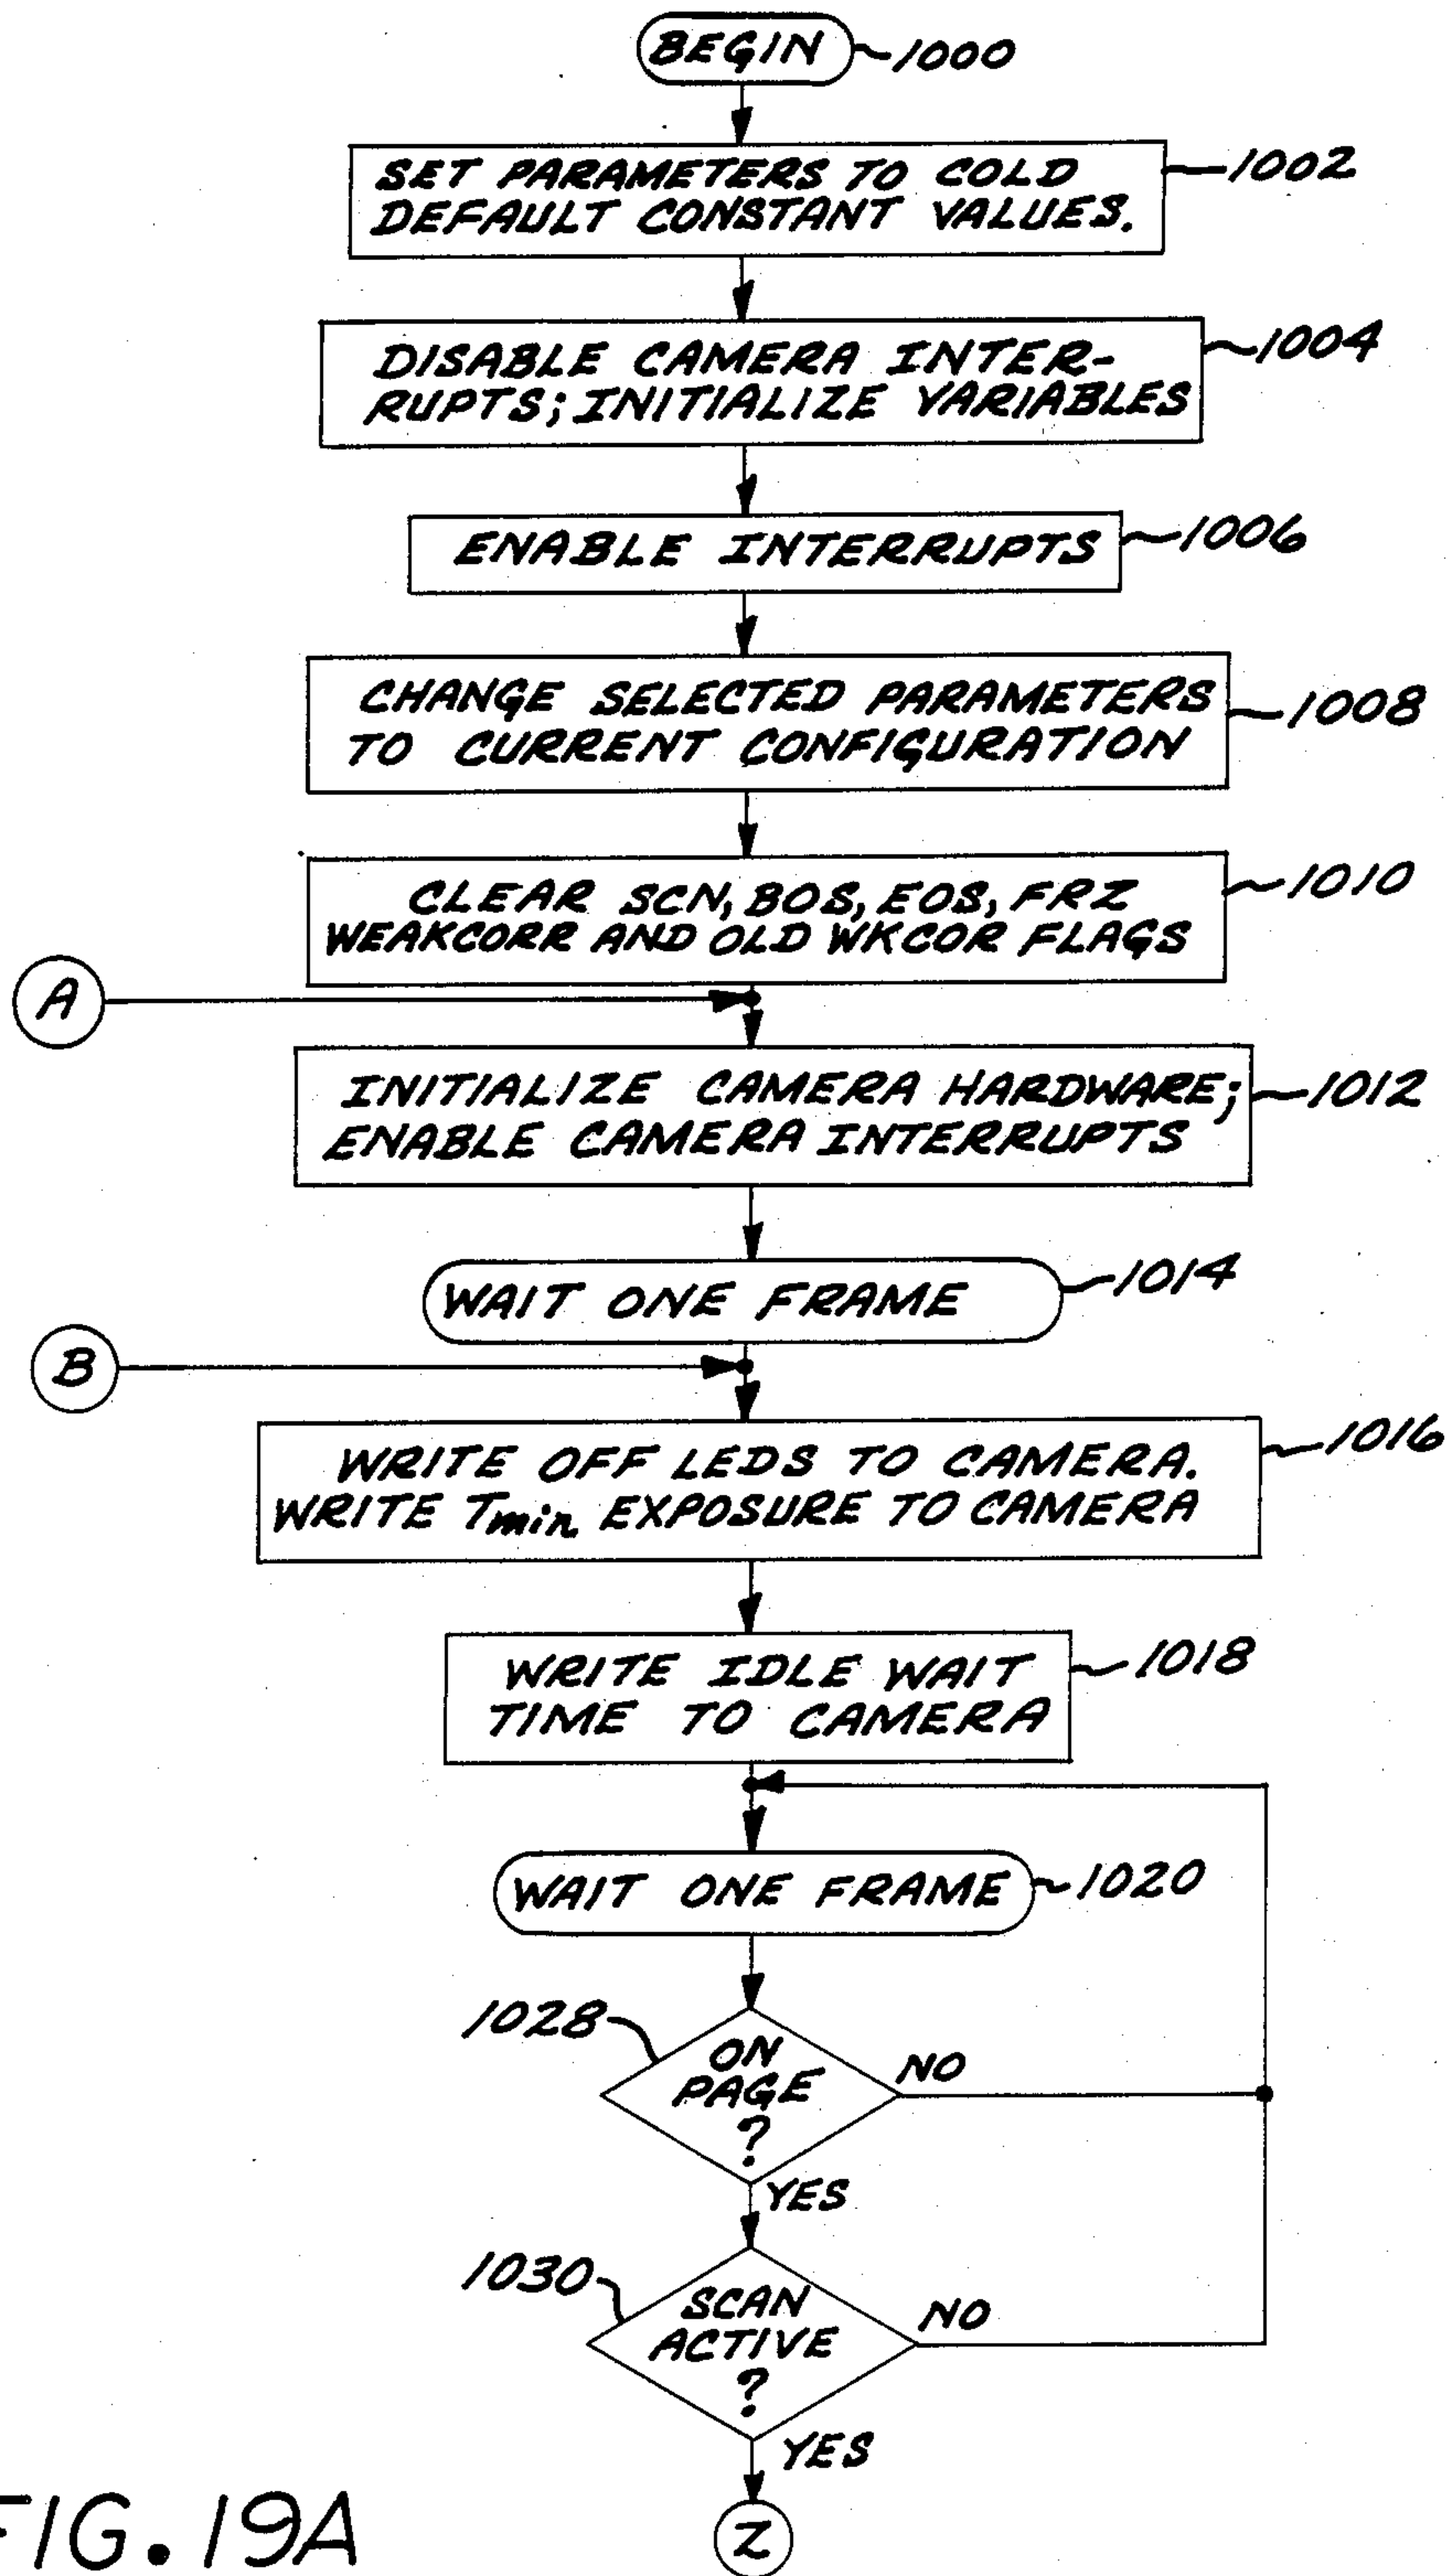 BEGIN 1000
SET PARAMETERS TO COLD 1002
DEFAULT CONSTANT VALUES.
DISABLE CAMERA INTER- 1004
RUPTS; INITIALIZE VARIABLES
ENABLE INTERRUPTS 1006
CHANGE SELECTED PARAMETERS 1008
TO CURRENT CONFIGURATION
CLEAR SCN, BOS, EOS, FRZ 1010
WEAKCORR AND OLD WKCOR FLAGS
A
INITIALIZE CAMERA HARDWARE; 1012
ENABLE CAMERA INTERRUPTS
WAIT ONE FRAME 1014
B
WRITE OFF LEDS TO CAMERA. 1016
WRITE Tmin EXPOSURE TO CAMERA
WRITE IDLE WAIT 1018
TIME TO CAMERA
WAIT ONE FRAME 1020
1028
ON
PAGE
?
NO
YES
1030
SCAN
ACTIVE
?
NO
YES
Z
FIG. 19A